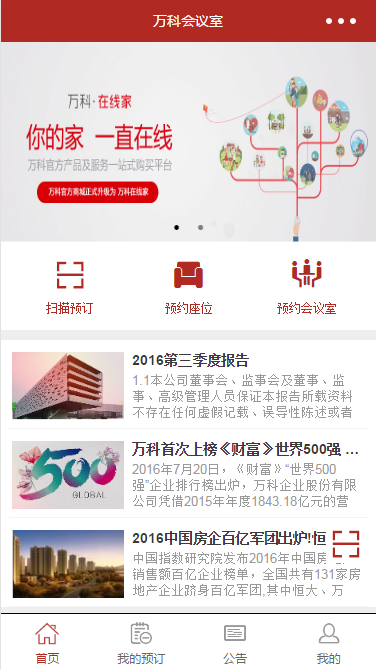 万科会议室
万科·在线家
你的家 一直在线
万科官方产品及服务一站式购买平台
万科官方商城正式升级为 万科在线家
扫描预订
预约座位
预约会议室
2016第三季度报告
1.1本公司董事会、监事会及董事、监
事、高级管理人员保证本报告所载资料
不存在任何虚假记载、误导性陈述或者
万科首次上榜《财富》世界500强 ...
2016年7月20日，《财富》“世界500
强”企业排行榜出炉，万科企业股份有限
公司凭借2015年年度1843.18亿元的营
500
GLOBAL
2016中国房企百亿军团出炉!恒
中国指数研究院发布2016年中国房
销售额百亿企业榜单，全国共有131家房
地产企业跻身百亿军团,其中恒大、万
首页
我的预订
公告
我的